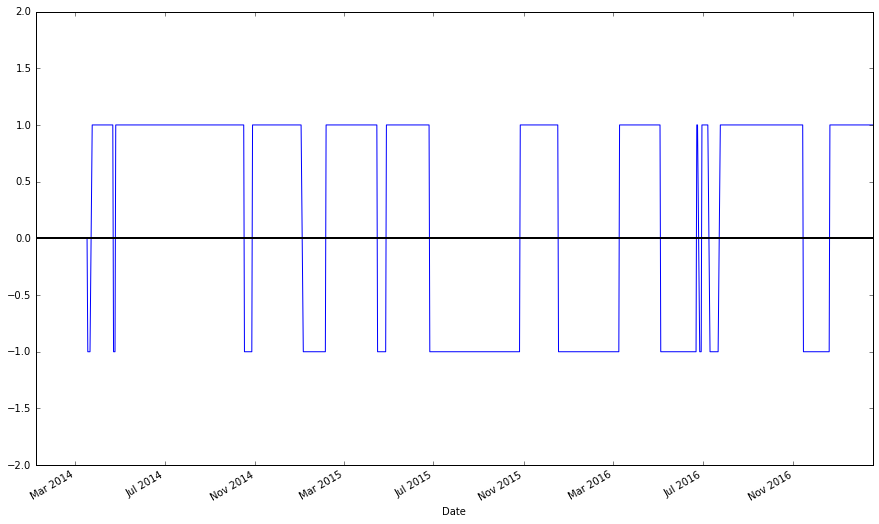 2.0
1.5
1.0
0.5
0.0
−0.5
−1.0
−1.5
−2.0
Mar 2014
Jul 2014
Nov 2014
Mar 2015
Jul 2015
Nov 2015
Mar 2016
Jul 2016
Nov 2016
Date